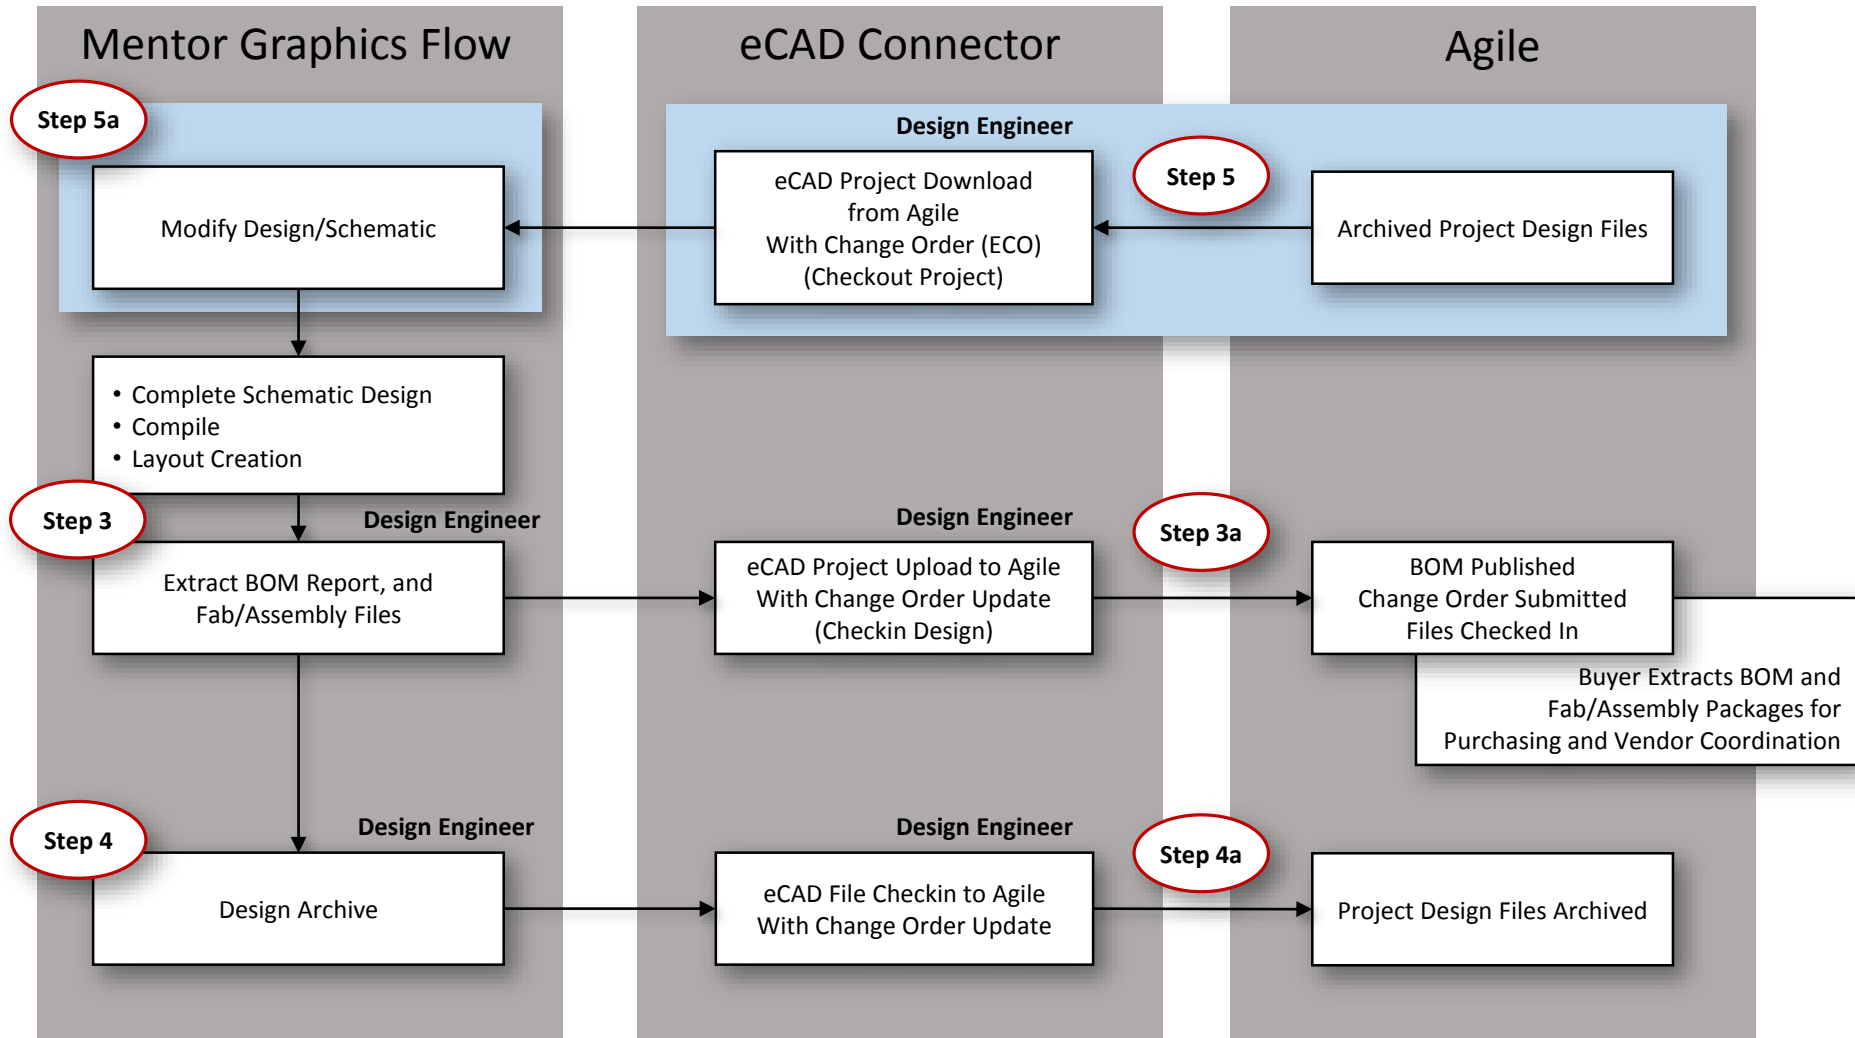 Mentor Graphics Flow
eCAD Connector
Agile
Step 5a
Modify Design/Schematic
Design Engineer
eCAD Project Download
from Agile
With Change Order (ECO)
(Checkout Project)
Step 5
Archived Project Design Files
• Complete Schematic Design
• Compile
• Layout Creation
Step 3
Design Engineer
Extract BOM Report, and
Fab/Assembly Files
Design Engineer
eCAD Project Upload to Agile
With Change Order Update
(Checkin Design)
Step 3a
BOM Published
Change Order Submitted
Files Checked In
Buyer Extracts BOM and
Fab/Assembly Packages for
Purchasing and Vendor Coordination
Step 4
Design Engineer
Design Archive
Design Engineer
eCAD File Checkin to Agile
With Change Order Update
Step 4a
Project Design Files Archived